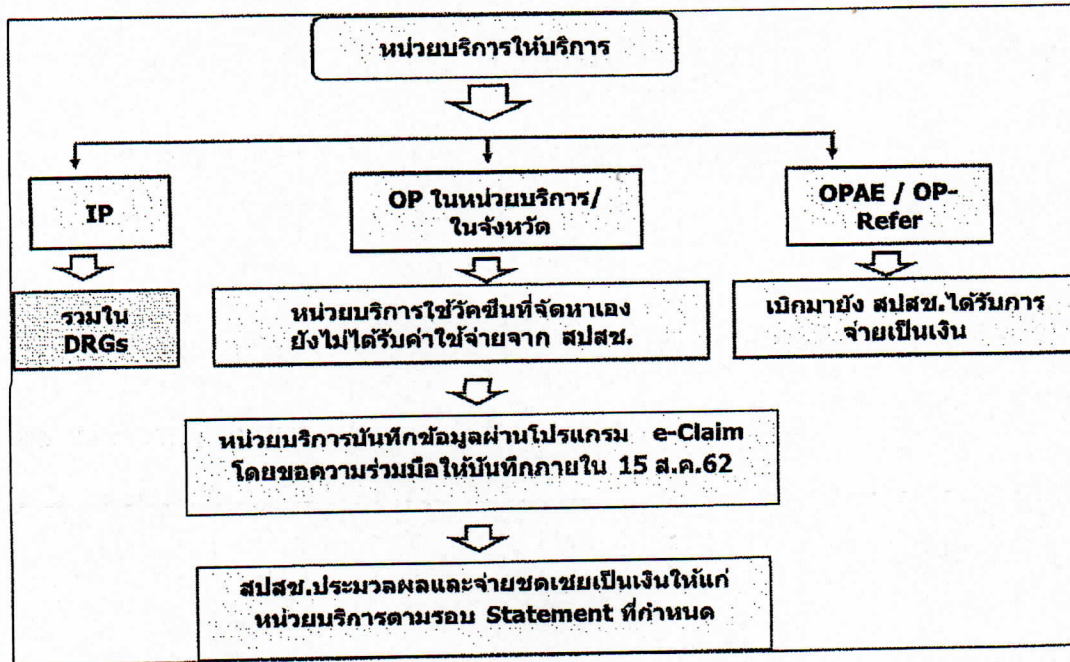 หน่วยบริการให้บริการ
IP
OP ในหน่วยบริการ/
ในจังหวัด
OPAE / OP-
Refer
รวมใน
DRGs
หน่วยบริการใช้วัคซีนที่จัดหาเอง
ยังไม่ได้รับค่าใช้จ่ายจาก สปสช.
เบิกมายัง สปสช.ได้รับการ
จ่ายเป็นเงิน
หน่วยบริการบันทึกข้อมูลผ่านโปรแกรม e-Claim
โดยขอความร่วมมือให้บันทึกภายใน 15 ส.ค.62
สปสช.ประมวลผลและจ่ายชดเชยเป็นเงินให้แก่
หน่วยบริการตามรอบ Statement ที่กำหนด